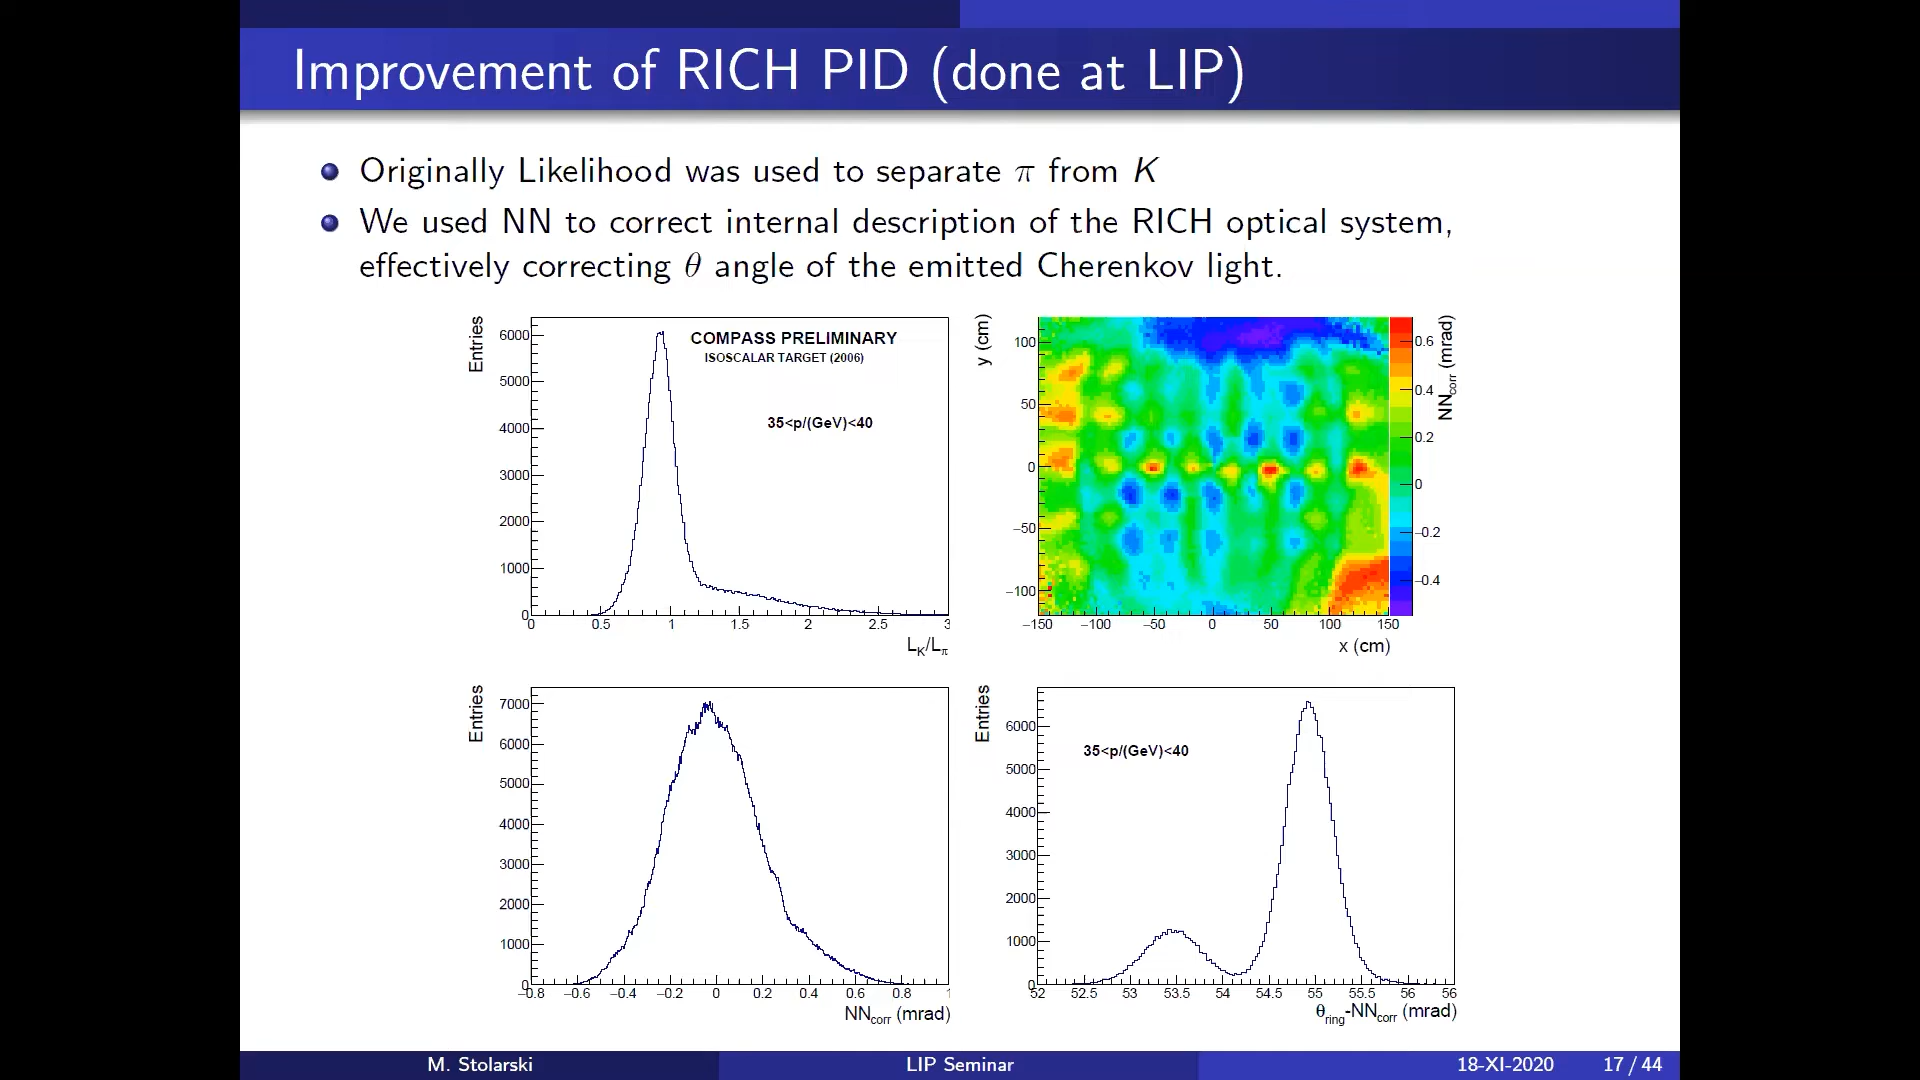 Improvement of RICH PID (done at LIP)
Originally Likelihood was used to separate π from K
We used NN to correct internal description of the RICH optical system,
effectively correcting θ angle of the emitted Cherenkov light.
Entries
6000
5000
4000
3000
2000
1000
0
COMPASS PRELIMINARY
ISOSCALAR TARGET (2006)
35<p/(GeV)<40
0 0.5 1 1.5 2 2.5 3
L_K/L_π
y (cm)
100
50
0
−50
−100
−150 −100 −50 0 50 100 150
x (cm)
0.6
0.4
0.2
0
−0.2
−0.4
NN_corr (mrad)
Entries
7000
6000
5000
4000
3000
2000
1000
0
−0.8 −0.6 −0.4 −0.2 0 0.2 0.4 0.6 0.8 1
NN_corr (mrad)
Entries
6000
5000
4000
3000
2000
1000
0
35<p/(GeV)<40
52 52.5 53 53.5 54 54.5 55 55.5 56 56
θ_ring-NN_corr (mrad)
M. Stolarski LIP Seminar 18-XI-2020 17 / 44